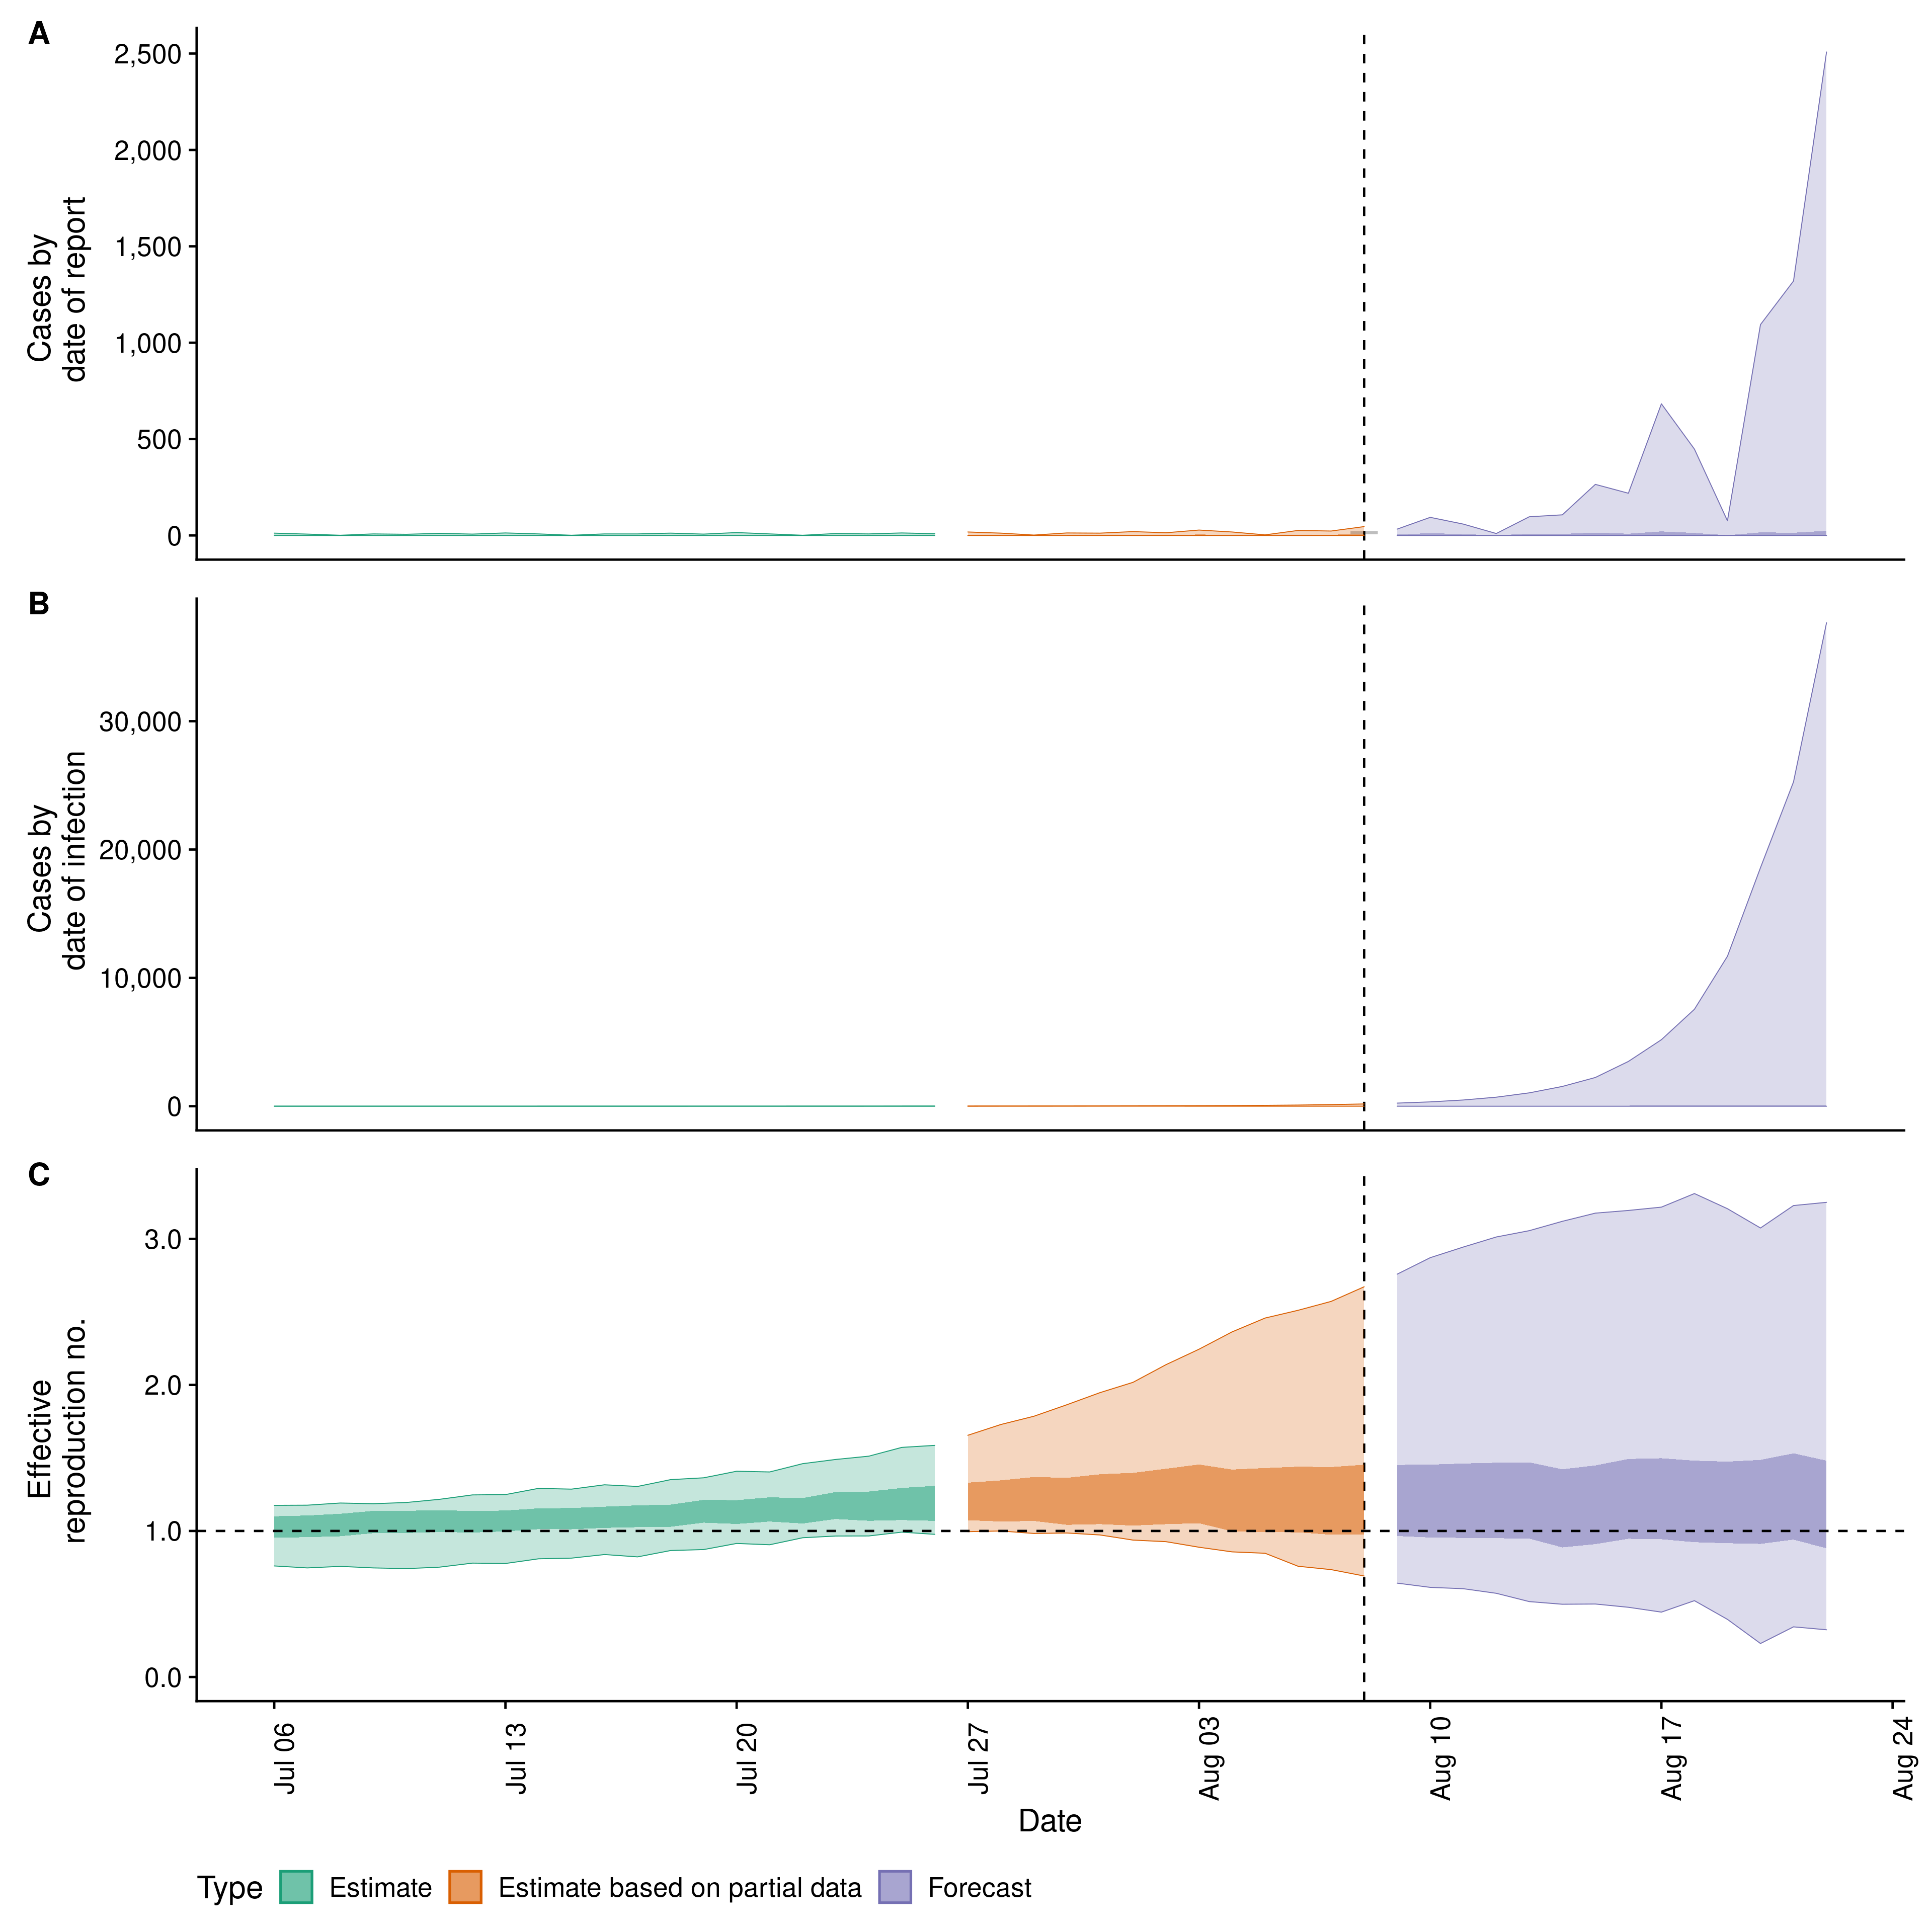 A
2,500
2,000
1,500
1,000
500
0
Cases by
date of report
B
30,000
20,000
10,000
0
Cases by
date of infection
C
3.0
2.0
1.0
0.0
Effective
reproduction no.
Jul 06
Jul 13
Jul 20
Jul 27
Aug 03
Aug 10
Aug 17
Aug 24
Date
Type Estimate Estimate based on partial data Forecast